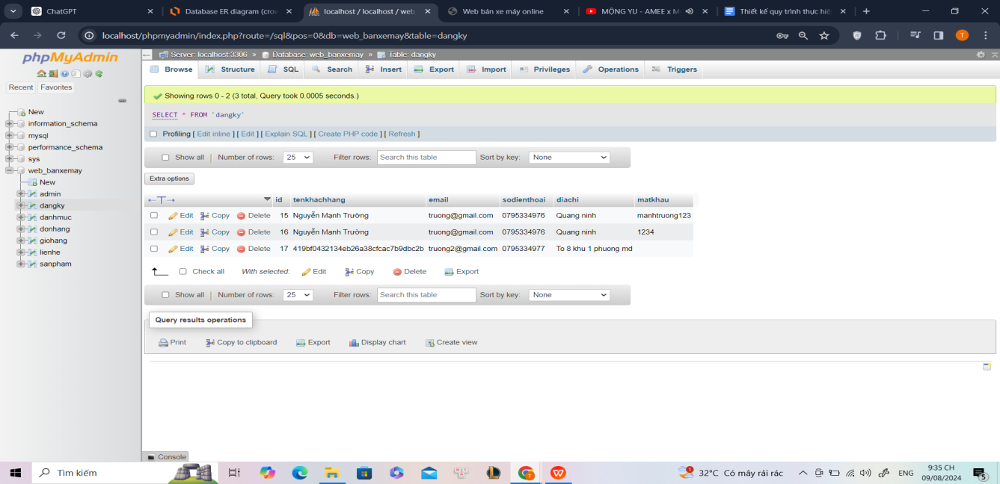 ChatGPT
Database ER diagram (crow
localhost / localhost / web_
Web bán xe máy online
MỘNG YU - AMEE x M
Thiết kế quy trình thực hiệ
localhost/phpmyadmin/index.php?route=/sql&pos=0&db=web_banxemay&table=dangky
T
phpMyAdmin
Recent Favorites
New
information_schema
mysql
performance_schema
sys
web_banxemay
New
admin
dangky
danhmuc
donhang
giohang
lienhe
sanpham
Server: localhost:3306 » Database: web_banxemay » Table: dangky
Browse Structure SQL Search Insert Export Import Privileges Operations Triggers
Showing rows 0 - 2 (3 total, Query took 0.0005 seconds.)
SELECT * FROM `dangky`
Profiling [ Edit inline ] [ Edit ] [ Explain SQL ] [ Create PHP code ] [ Refresh ]
Show all | Number of rows: 25 Filter rows: Search this table Sort by key: None
Extra options
←T→ id tenkhachhang email sodienthoai diachi matkhau
Edit Copy Delete 15 Nguyễn Mạnh Trường truong@gmail.com 0795334976 Quang ninh manhtruong123
Edit Copy Delete 16 Nguyễn Mạnh Trường truong@gmail.com 0795334976 Quang ninh 1234
Edit Copy Delete 17 419bf0432134eb26a38cfcac7b9dbc2b truong2@gmail.com 0795334977 To 8 khu 1 phuong md
Check all With selected: Edit Copy Delete Export
Show all | Number of rows: 25 Filter rows: Search this table Sort by key: None
Query results operations
Print Copy to clipboard Export Display chart Create view
Console
Tìm kiếm
32°C Có mây rải rác
ENG
9:35 CH
09/08/2024
5